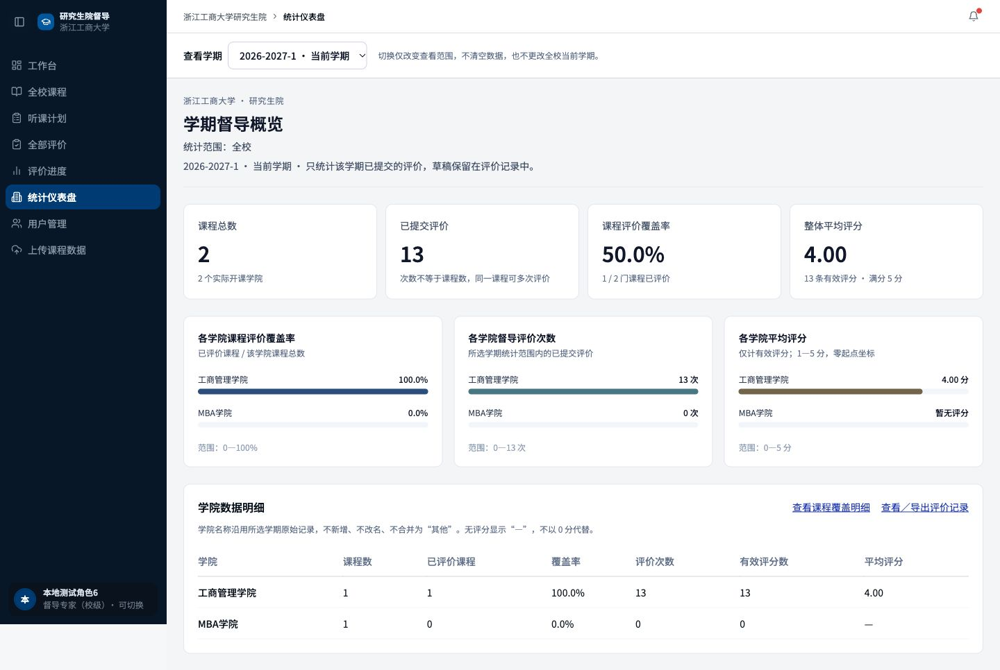 研究生院督导
浙江工商大学
工作台
全校课程
听课计划
全部评价
评价进度
统计仪表盘
用户管理
上传课程数据
本
本地测试角色6
督导专家（校级）· 可切换
浙江工商大学研究生院 > 统计仪表盘
查看学期 2026-2027-1 · 当前学期 切换仅改变查看范围，不清空数据，也不更改全校当前学期。
浙江工商大学 · 研究生院
学期督导概览
统计范围：全校
2026-2027-1 · 当前学期 · 只统计该学期已提交的评价，草稿保留在评价记录中。
课程总数
2
2 个实际开课学院
已提交评价
13
次数不等于课程数，同一课程可多次评价
课程评价覆盖率
50.0%
1 / 2 门课程已评价
整体平均评分
4.00
13 条有效评分 · 满分 5 分
各学院课程评价覆盖率
已评价课程 / 该学院课程总数
工商管理学院 100.0%
MBA学院 0.0%
范围：0—100%
各学院督导评价次数
所选学期统计范围内的已提交评价
工商管理学院 13 次
MBA学院 0 次
范围：0—13 次
各学院平均评分
仅计有效评分；1—5 分，零起点坐标
工商管理学院 4.00 分
MBA学院 暂无评分
范围：0—5 分
学院数据明细 查看课程覆盖明细 查看／导出评价记录
学院名称沿用所选学期原始记录，不新增、不改名、不合并为“其他”。无评分显示“—”，不以 0 分代替。
学院 课程数 已评价课程 覆盖率 评价次数 有效评分数 平均评分
工商管理学院 1 1 100.0% 13 13 4.00
MBA学院 1 0 0.0% 0 0 —